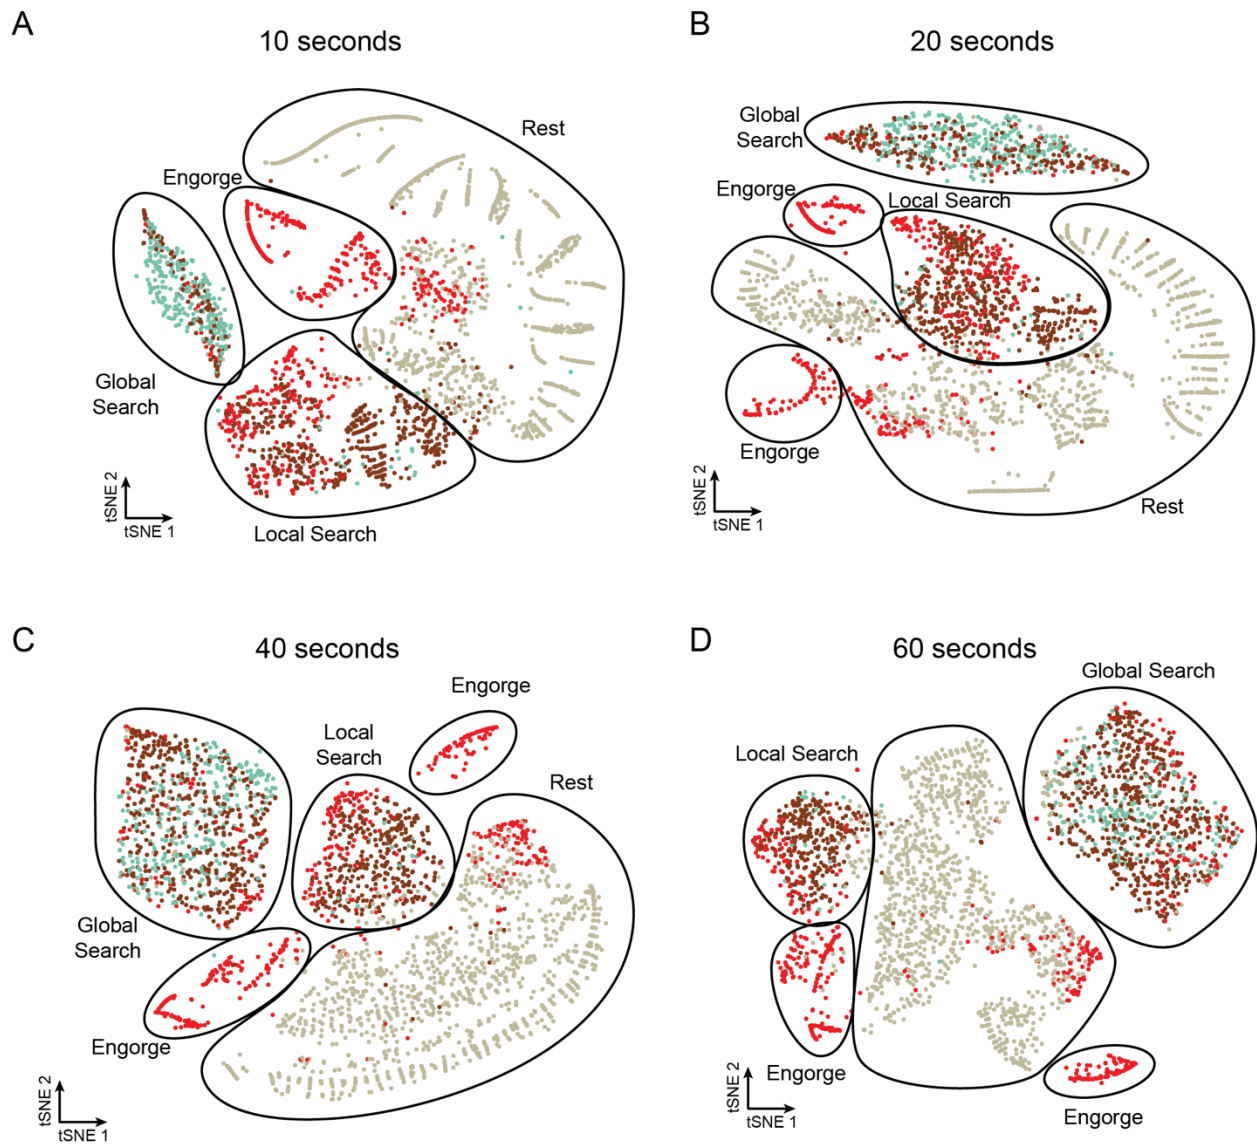 A
10 seconds
Rest
Engorge
Global
Search
Local Search
tSNE 2
tSNE 1
B
20 seconds
Global
Search
Engorge
Local Search
Engorge
Rest
tSNE 2
tSNE 1
C
40 seconds
Engorge
Local
Search
Rest
Global
Search
Engorge
tSNE 2
tSNE 1
D
60 seconds
Global Search
Local Search
Engorge
Engorge
tSNE 2
tSNE 1